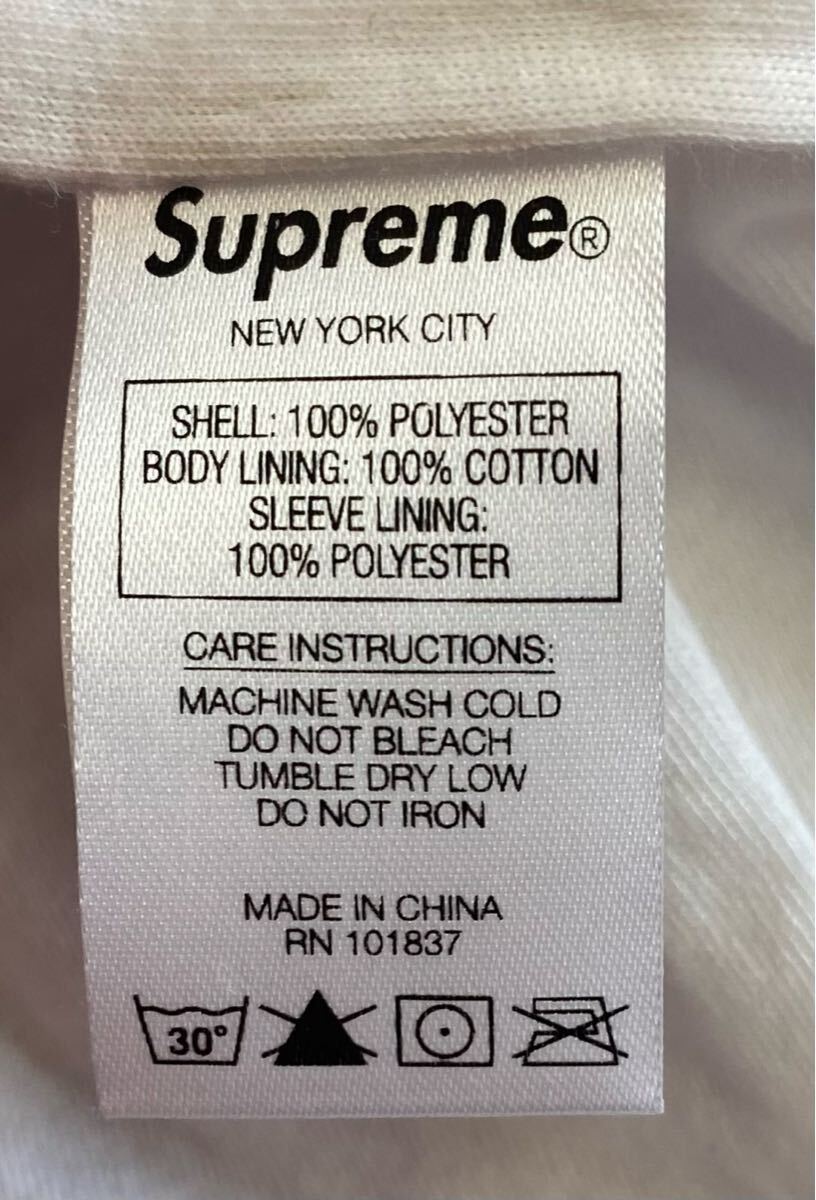 Supreme®
NEW YORK CITY
SHELL: 100% POLYESTER
BODY LINING: 100% COTTON
SLEEVE LINING:
100% POLYESTER
CARE INSTRUCTIONS:
MACHINE WASH COLD
DO NOT BLEACH
TUMBLE DRY LOW
DO NOT IRON
MADE IN CHINA
RN 101837
30°